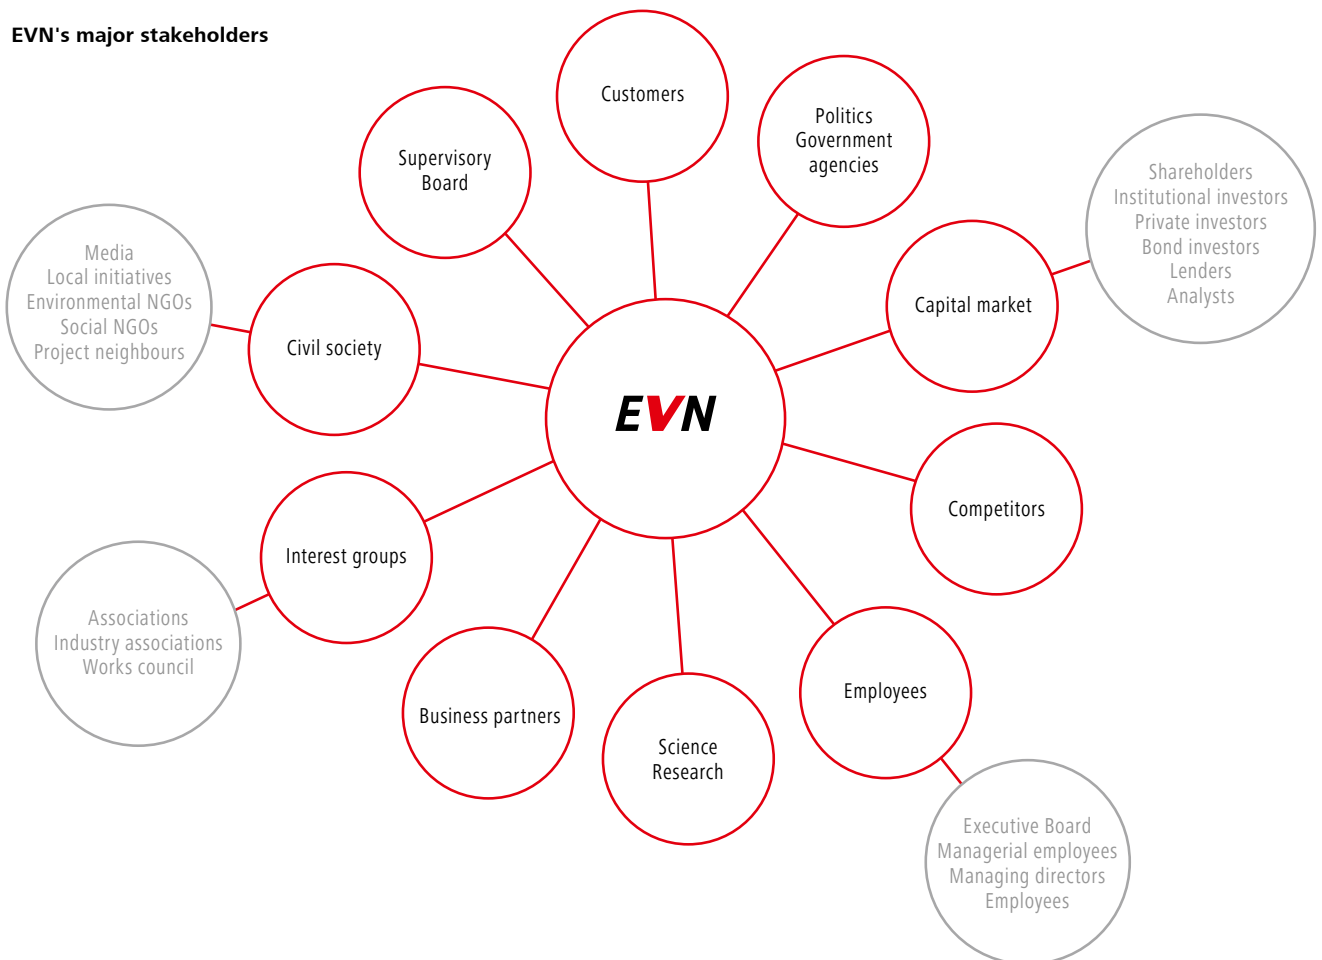 EVN's major stakeholders
Customers
Politics
Government
agencies
Supervisory
Board
Shareholders
Institutional investors
Private investors
Bond investors
Lenders
Analysts
Media
Local initiatives
Environmental NGOs
Social NGOs
Project neighbours
Capital market
Civil society
EVN
Competitors
Interest groups
Associations
Industry associations
Works council
Employees
Business partners
Science
Research
Executive Board
Managerial employees
Managing directors
Employees